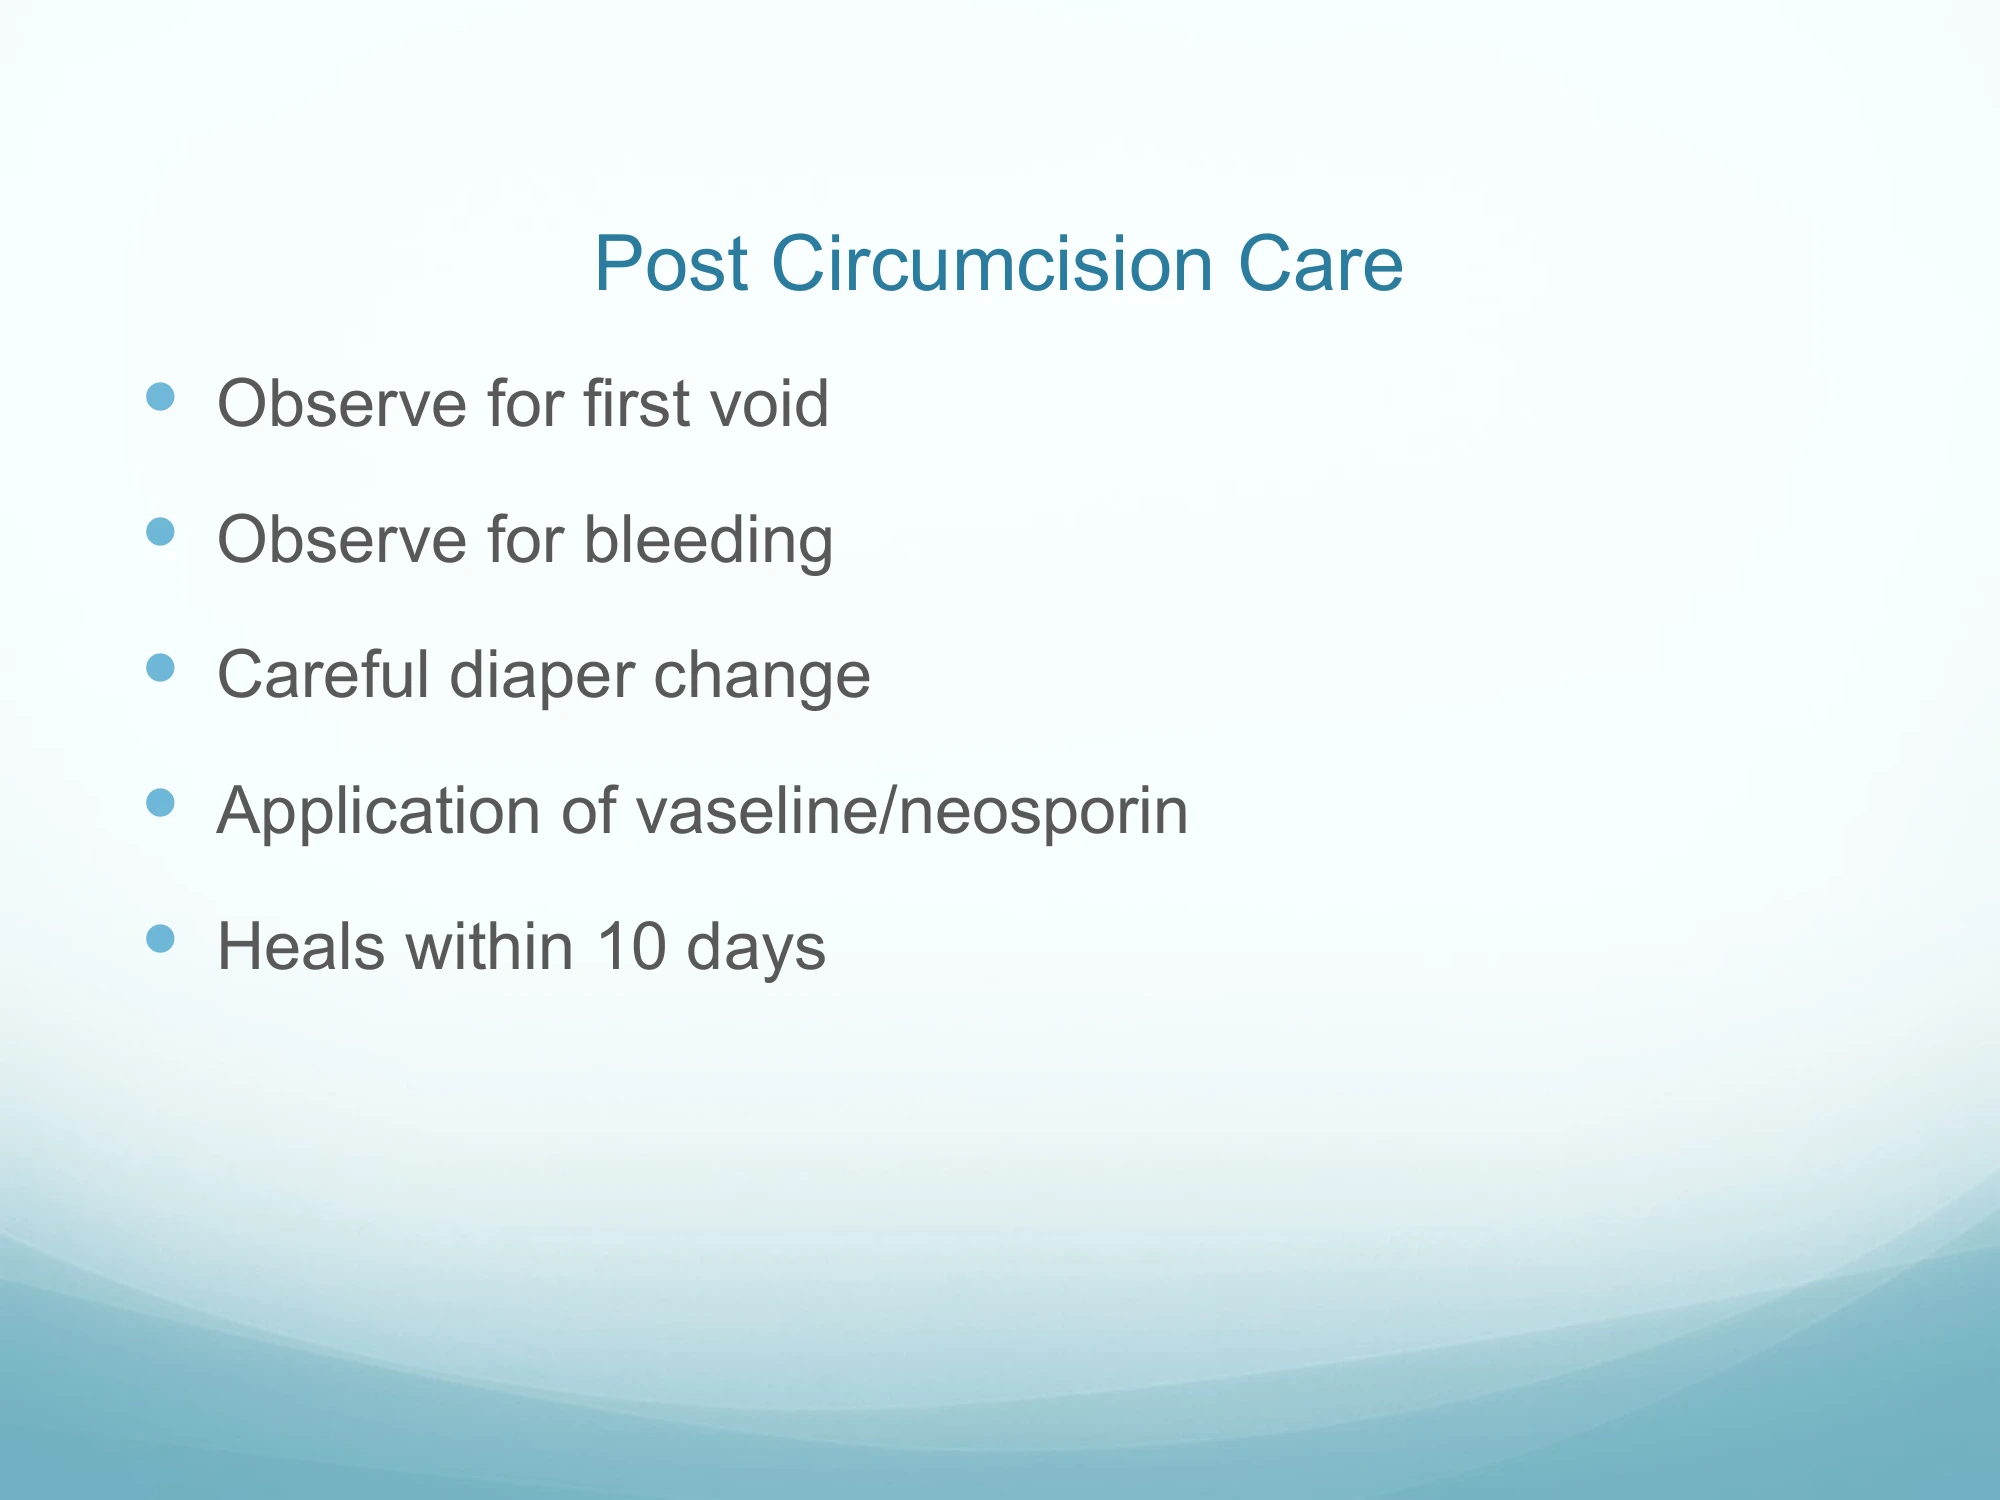 Post Circumcision Care
• Observe for first void
• Observe for bleeding
• Careful diaper change
• Application of vaseline/neosporin
• Heals within 10 days